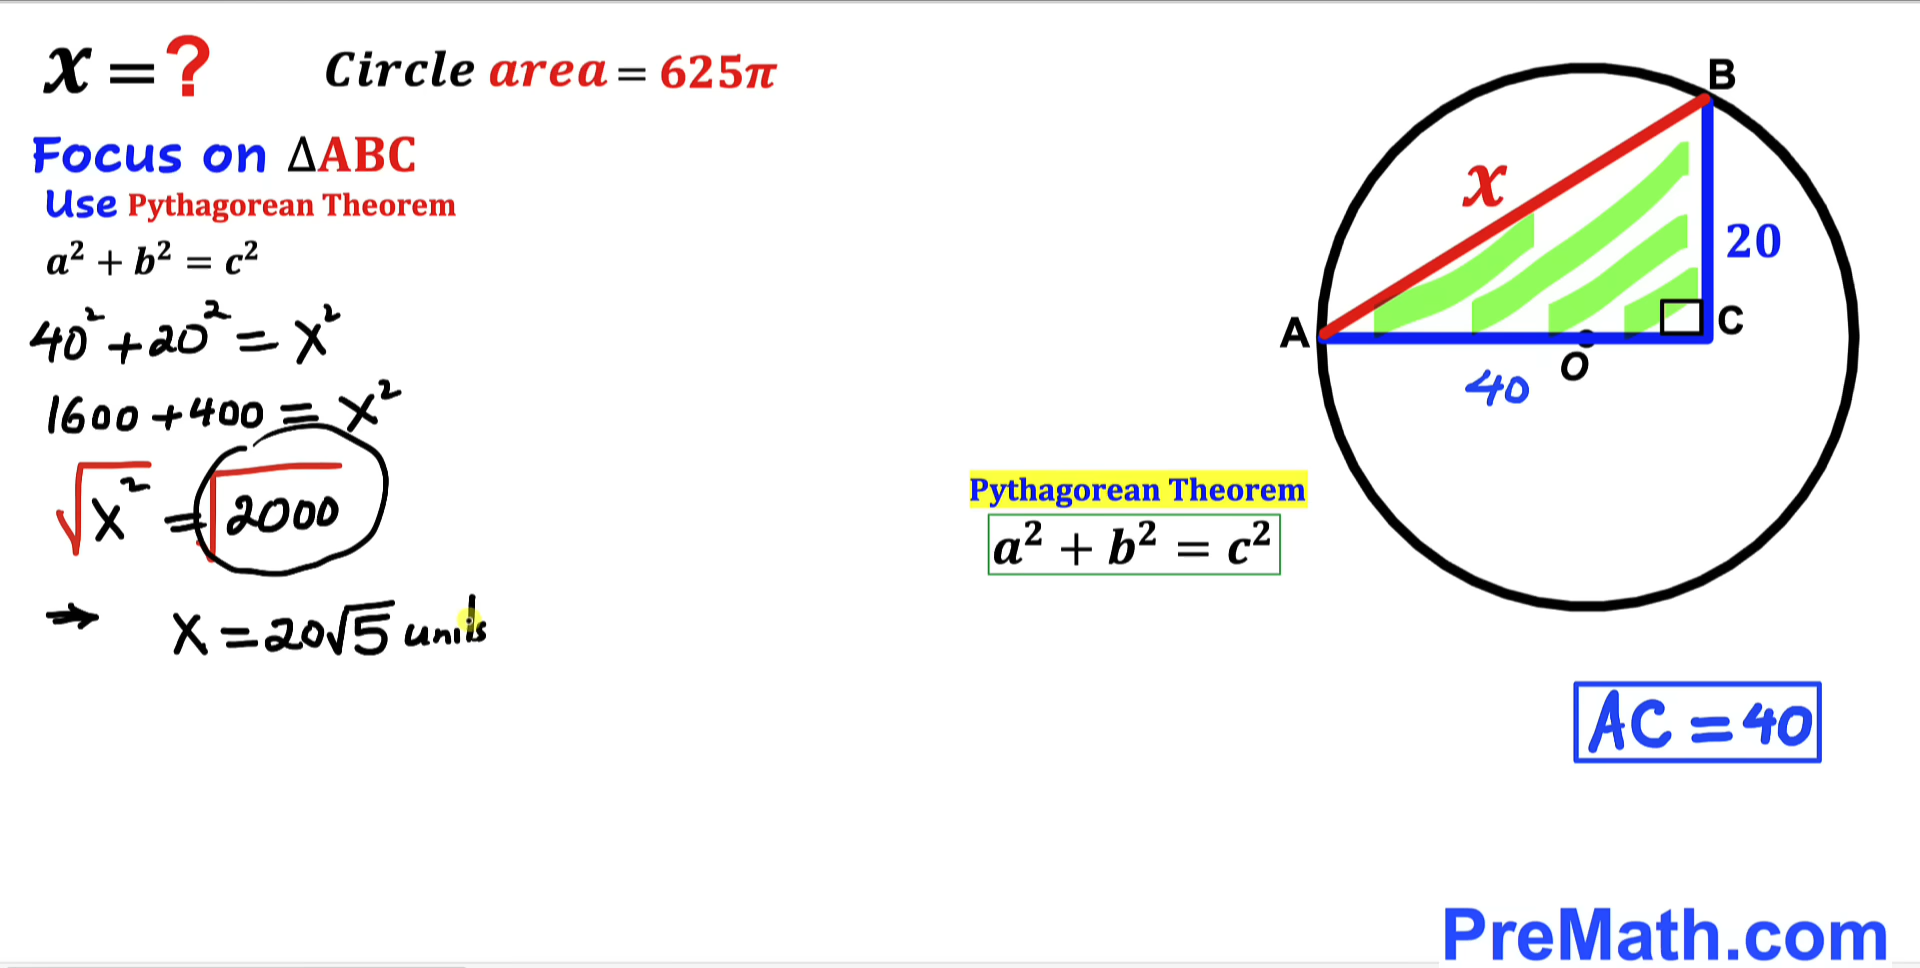 x = ?
Circle area = 625π
Focus on ΔABC
Use Pythagorean Theorem
a² + b² = c²
40² + 20² = x²
1600 + 400 = x²
√x² = √2000
→ x = 20√5 units
B
x
20
A
C
O
40
Pythagorean Theorem
a² + b² = c²
AC = 40
PreMath.com